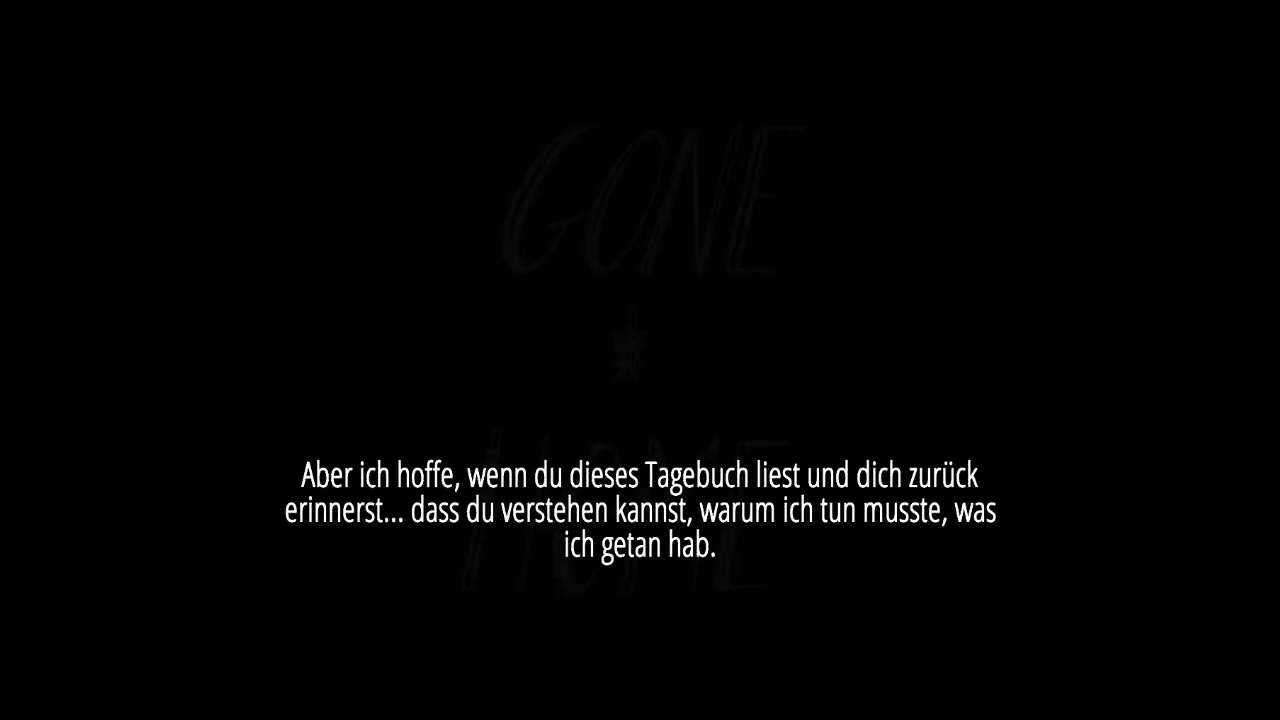 GONE
HOME
Aber ich hoffe, wenn du dieses Tagebuch liest und dich zurück
erinnerst... dass du verstehen kannst, warum ich tun musste, was
ich getan hab.